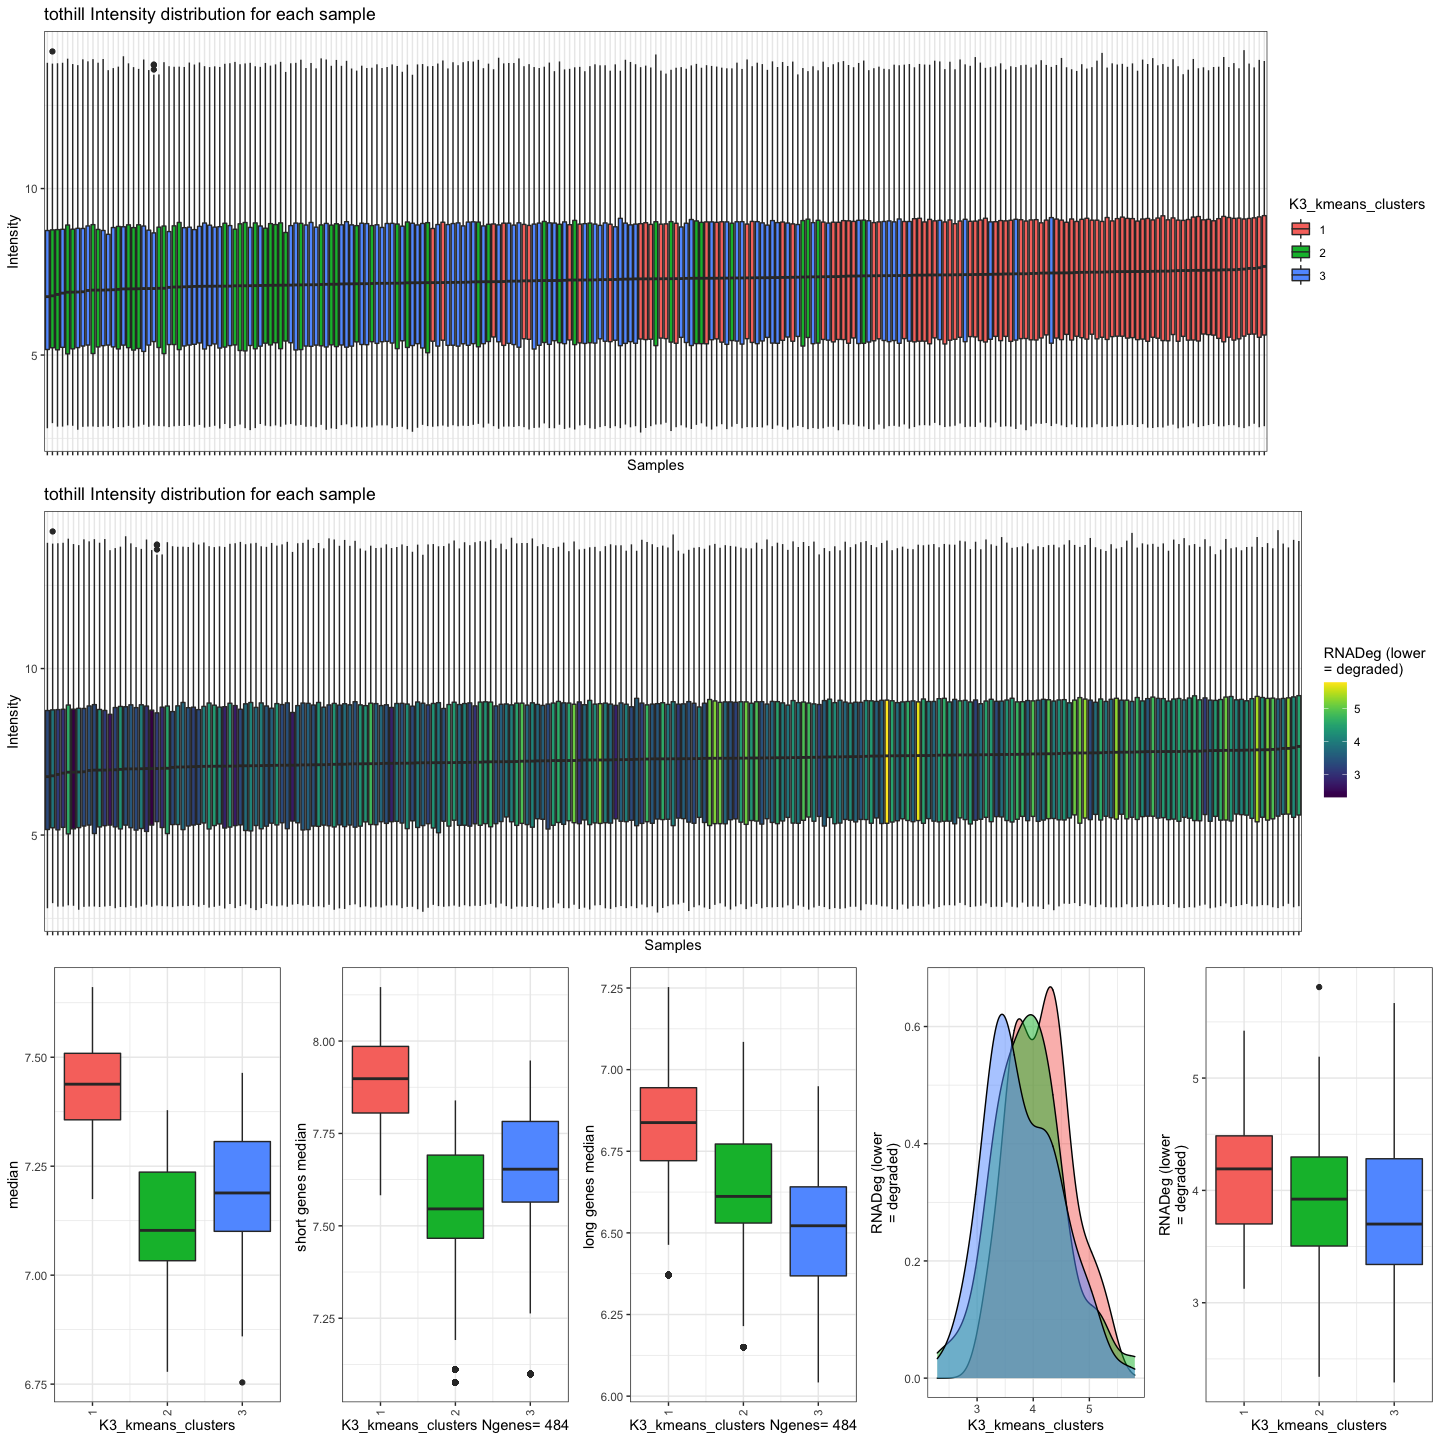 tothill Intensity distribution for each sample
Intensity
10
5
Samples
K3_kmeans_clusters
1
2
3
tothill Intensity distribution for each sample
Intensity
10
5
Samples
RNADeg (lower
= degraded)
5
4
3
median
7.50
7.25
7.00
6.75
1
2
3
K3_kmeans_clusters
short genes median
8.00
7.75
7.50
7.25
1
2
3
K3_kmeans_clusters Ngenes= 484
long genes median
7.25
7.00
6.75
6.50
6.25
6.00
1
2
3
K3_kmeans_clusters Ngenes= 484
RNADeg (lower
= degraded)
0.6
0.4
0.2
0.0
3
4
5
K3_kmeans_clusters
RNADeg (lower
= degraded)
5
4
3
1
2
3
K3_kmeans_clusters